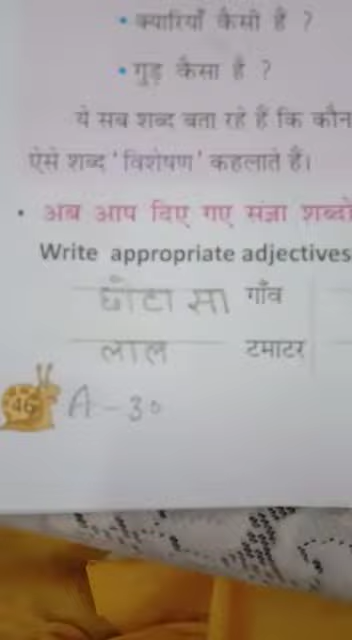 • क्यारियाँ कैसी है ?
• गुड़ कैसा है ?
ये सब शब्द बता रहे हैं कि कौन
ऐसे शब्द 'विशेषण' कहलाते हैं।
• अब आप दिए गए संज्ञा शब्दों
Write appropriate adjectives
छोटा सा गाँव
लाल टमाटर
46 A-30